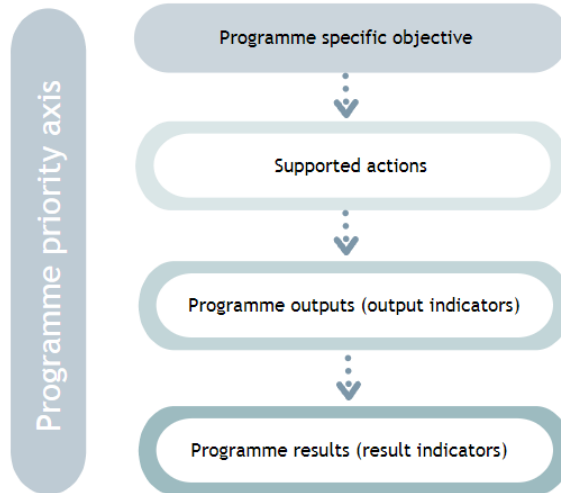 Programme priority axis
Programme specific objective
Supported actions
Programme outputs (output indicators)
Programme results (result indicators)